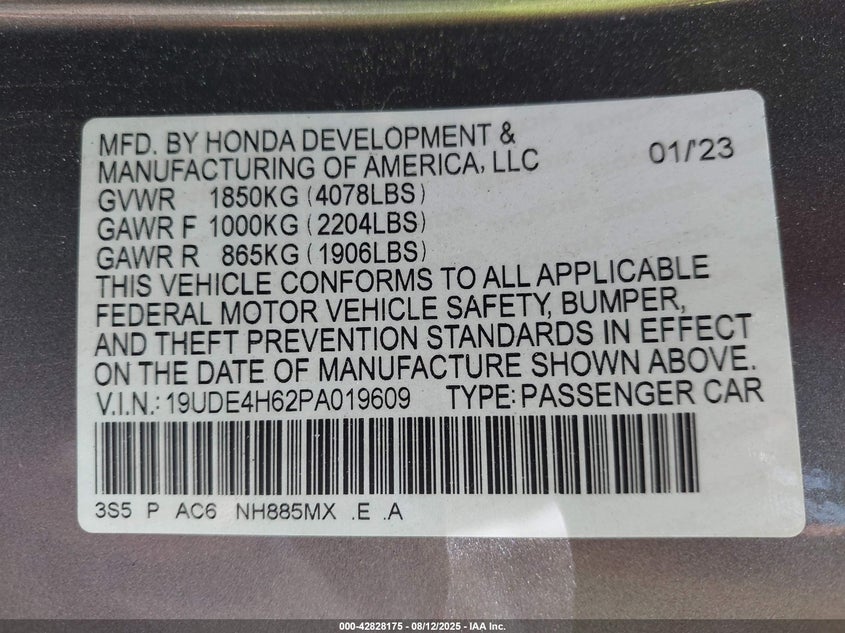 MFD. BY HONDA DEVELOPMENT &
MANUFACTURING OF AMERICA, LLC 01/'23
GVWR 1850KG (4078LBS)
GAWR F 1000KG (2204LBS)
GAWR R 865KG (1906LBS)
THIS VEHICLE CONFORMS TO ALL APPLICABLE
FEDERAL MOTOR VEHICLE SAFETY, BUMPER,
AND THEFT PREVENTION STANDARDS IN EFFECT
ON THE DATE OF MANUFACTURE SHOWN ABOVE.
V.I.N.: 19UDE4H62PA019609 TYPE: PASSENGER CAR
3S5 P AC6 NH885MX .E .A
000-42828175 - 08/12/2025 - IAA Inc.